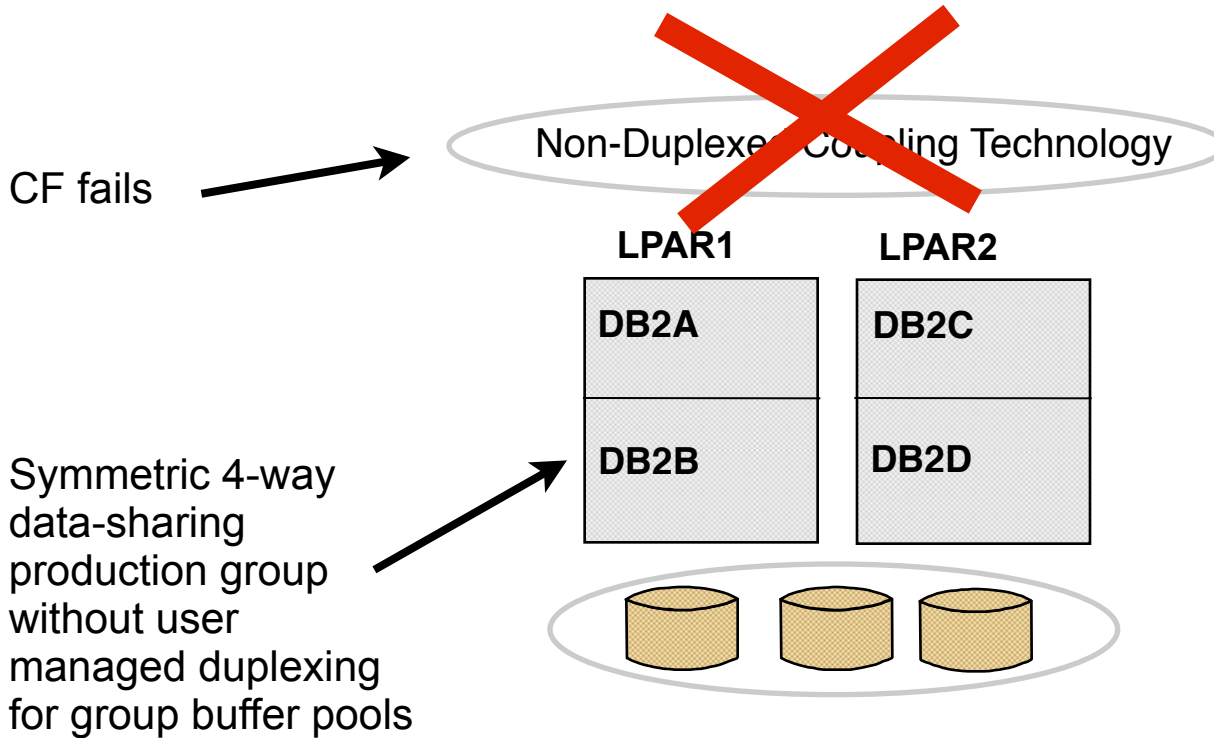 Non-Duplexed Coupling Technology
CF fails
LPAR1
LPAR2
DB2A
DB2C
DB2B
DB2D
Symmetric 4-way
data-sharing
production group
without user
managed duplexing
for group buffer pools